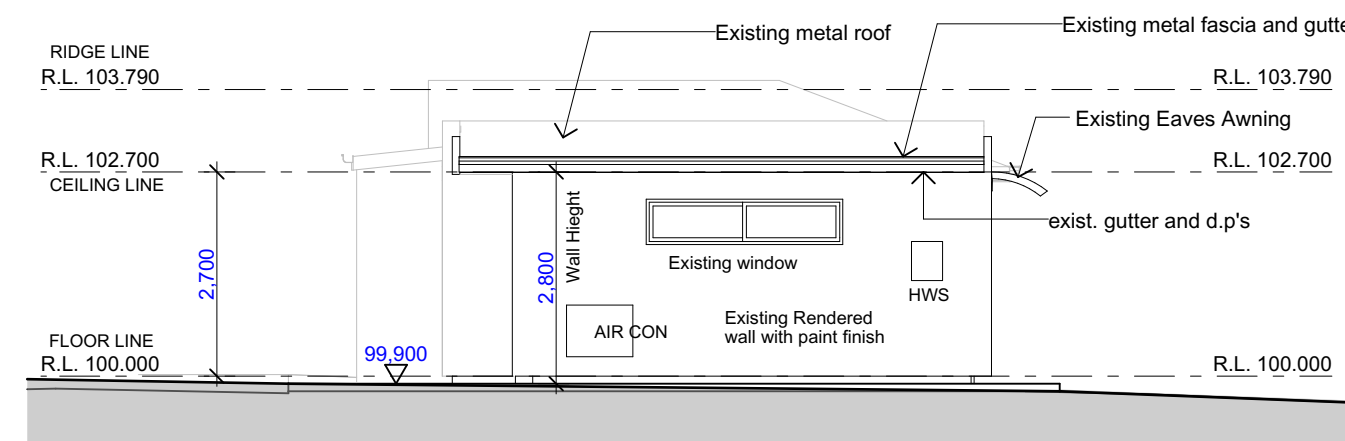 Existing metal roof
Existing metal fascia and gutte
RIDGE LINE
R.L. 103.790
R.L. 103.790
Existing Eaves Awning
R.L. 102.700
R.L. 102.700
CEILING LINE
Wall Hieght
exist. gutter and d.p's
2,700
2,800
Existing window
HWS
AIR CON
Existing Rendered
wall with paint finish
FLOOR LINE
R.L. 100.000
99,900
R.L. 100.000